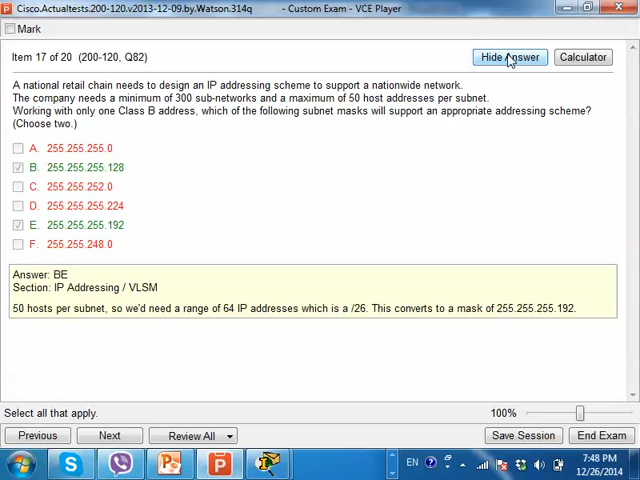 Cisco.Actualtests.200-120.v2013-12-09.by.Watson.314q - Custom Exam - VCE Player
Mark
Item 17 of 20 (200-120, Q82)
Hide Answer
Calculator
A national retail chain needs to design an IP addressing scheme to support a nationwide network.
The company needs a minimum of 300 sub-networks and a maximum of 50 host addresses per subnet.
Working with only one Class B address, which of the following subnet masks will support an appropriate addressing scheme?
(Choose two.)
A. 255.255.255.0
B. 255.255.255.128
C. 255.255.252.0
D. 255.255.255.224
E. 255.255.255.192
F. 255.255.248.0
Answer: BE
Section: IP Addressing / VLSM
50 hosts per subnet, so we'd need a range of 64 IP addresses which is a /26. This converts to a mask of 255.255.255.192.
Select all that apply.
100%
Previous
Next
Review All
Save Session
End Exam
EN
7:48 PM
12/26/2014